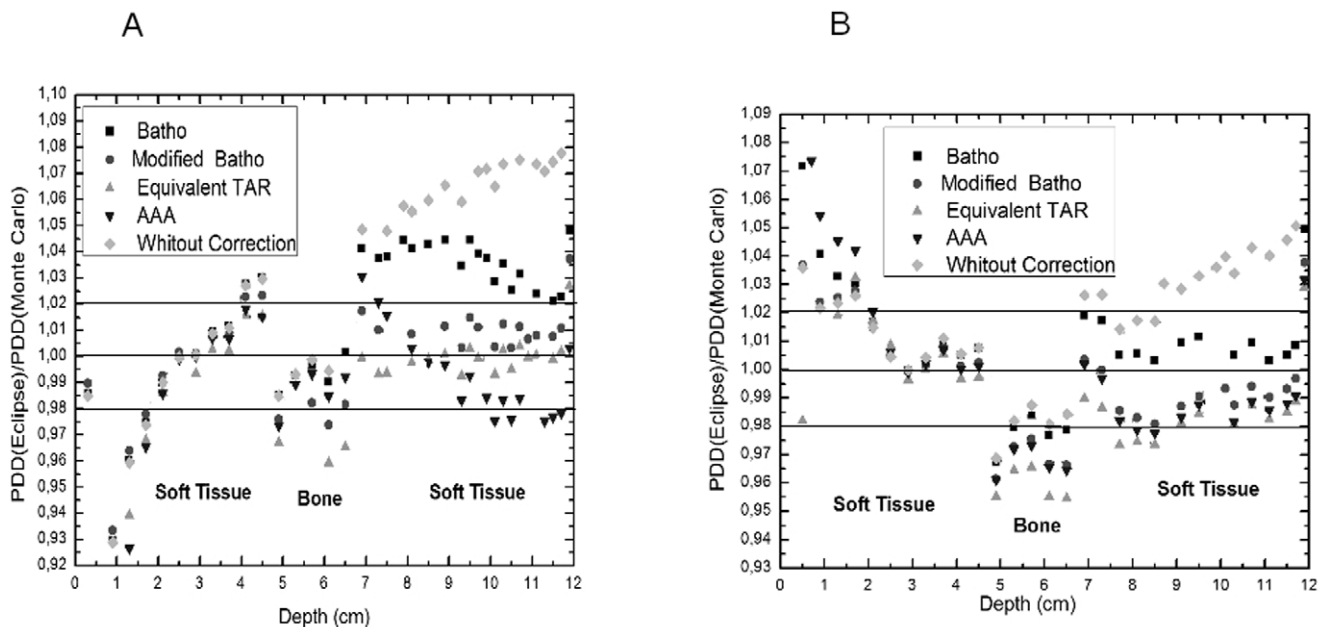 A
B
PDD(Eclipse)/PDD(Monte Carlo)
1,10
1,09
1,08
1,07
1,06
1,05
1,04
1,03
1,02
1,01
1,00
0,99
0,98
0,97
0,96
0,95
0,94
0,93
0,92
Batho
Modified Batho
Equivalent TAR
AAA
Whitout Correction
Soft Tissue
Bone
Soft Tissue
0 1 2 3 4 5 6 7 8 9 10 11 12
Depth (cm)
PDD(Eclipse)/PDD(Monte Carlo)
1,09
1,08
1,07
1,06
1,05
1,04
1,03
1,02
1,01
1,00
0,99
0,98
0,97
0,96
0,95
0,94
0,93
Batho
Modified Batho
Equivalent TAR
AAA
Whitout Correction
Soft Tissue
Bone
Soft Tissue
0 1 2 3 4 5 6 7 8 9 10 11 12
Depth (cm)